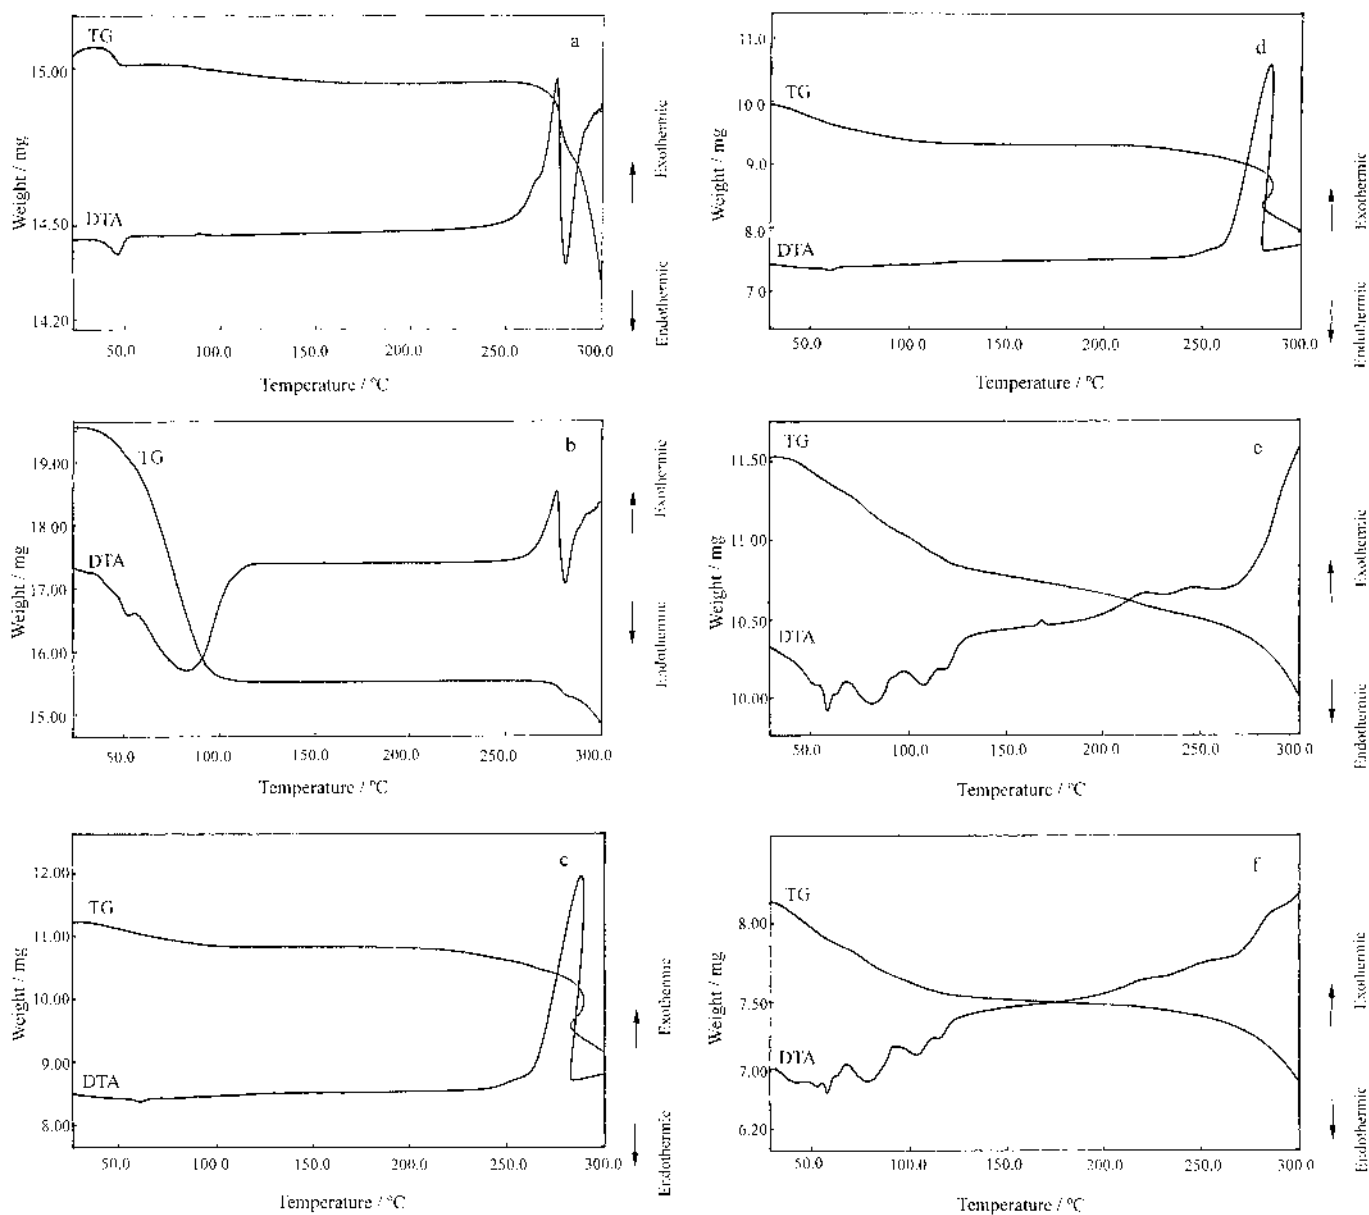 a
TG
15.00
Weight / mg
14.50
DTA
14.20
50.0
100.0
150.0
200.0
250.0
300.0
Temperature / °C
Exothermic
Endothermic
d
11.0
TG
10.0
9.0
Weight / mg
8.0
DTA
7.0
50.0
100.0
150.0
200.0
250.0
300.0
Temperature / °C
Exothermic
Endothermic
b
19.00
TG
18.00
DTA
17.00
Weight / mg
16.00
15.00
50.0
100.0
150.0
200.0
250.0
300.0
Temperature / °C
Exothermic
Endothermic
e
TG
11.50
11.00
Weight / mg
10.50
DTA
10.00
50.0
100.0
150.0
200.0
250.0
300.0
Temperature / °C
Exothermic
Endothermic
c
12.00
TG
11.00
Weight / mg
10.00
9.00
DTA
8.00
50.0
100.0
150.0
200.0
250.0
300.0
Temperature / °C
Exothermic
Endothermic
f
TG
8.00
Weight / mg
7.50
DTA
7.00
6.20
50.0
100.0
150.0
200.0
250.0
300.0
Temperature / °C
Exothermic
Endothermic